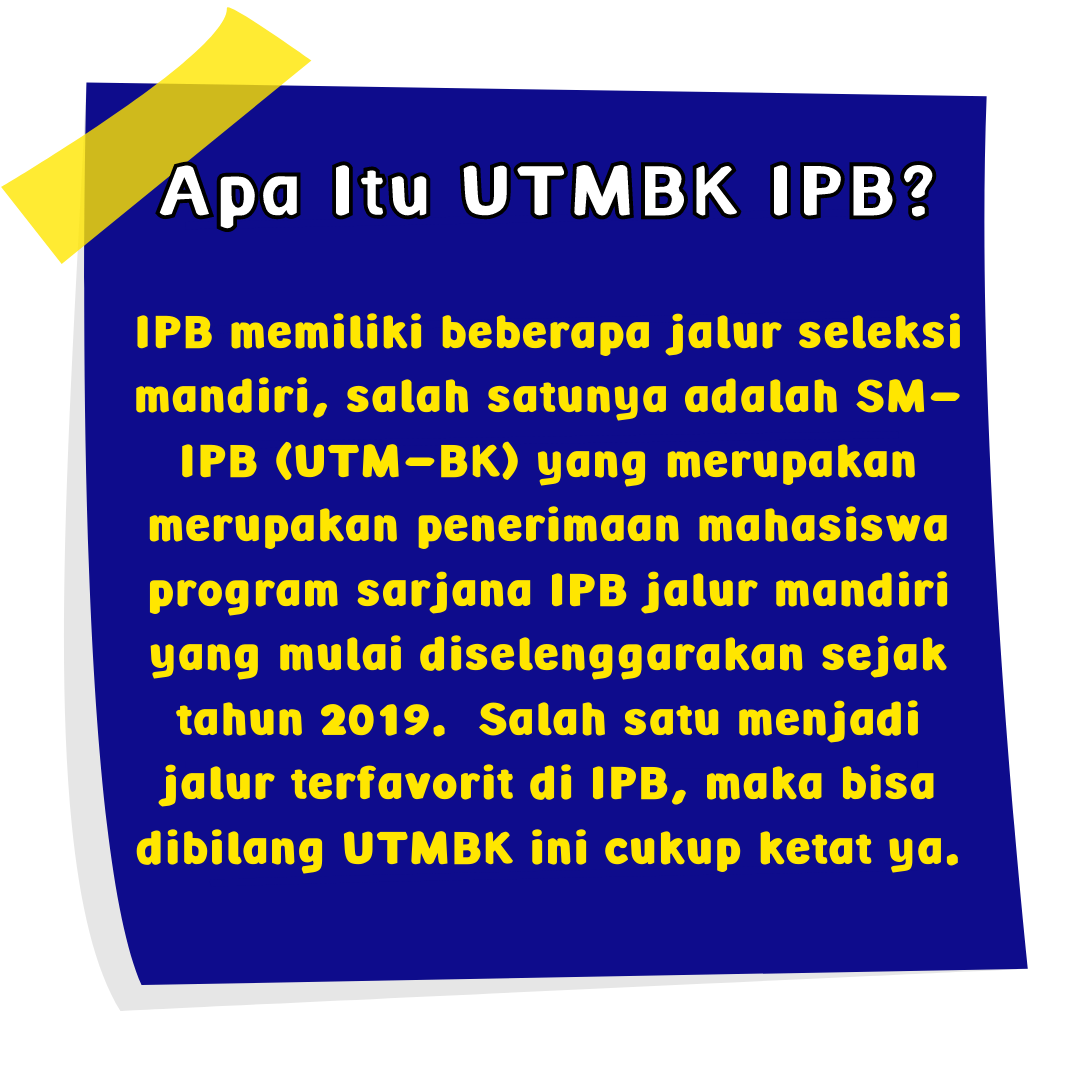 Apa Itu UTMBK IPB?
IPB memiliki beberapa jalur seleksi
mandiri, salah satunya adalah SM-
IPB (UTM-BK) yang merupakan
merupakan penerimaan mahasiswa
program sarjana IPB jalur mandiri
yang mulai diselenggarakan sejak
tahun 2019.  Salah satu menjadi
jalur terfavorit di IPB, maka bisa
dibilang UTMBK ini cukup ketat ya.